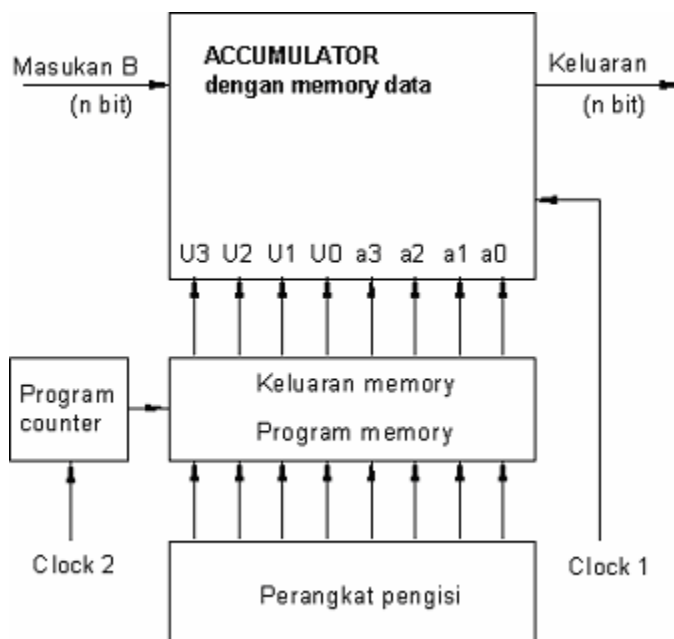 ACCUMULATOR
dengan memory data
Masukan B
(n bit)
Keluaran
(n bit)
U3 U2 U1 U0 a3 a2 a1 a0
Program
counter
Keluaran memory
Program memory
Clock 2
Perangkat pengisi
Clock 1